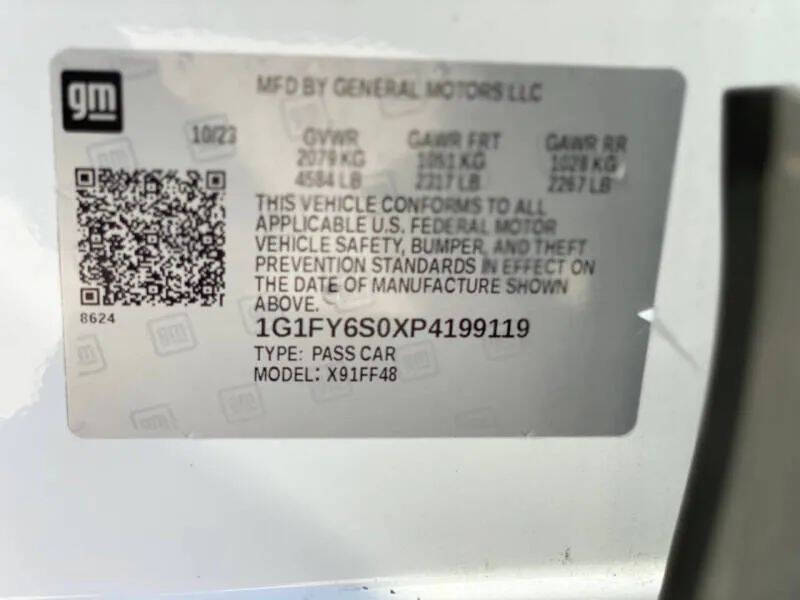 gm
MFD BY GENERAL MOTORS LLC
10/23 GVWR GAWR FRT GAWR RR
2079 KG 1051 KG 1028 KG
4584 LB 2317 LB 2267 LB
THIS VEHICLE CONFORMS TO ALL
APPLICABLE U.S. FEDERAL MOTOR
VEHICLE SAFETY, BUMPER, AND THEFT
PREVENTION STANDARDS IN EFFECT ON
THE DATE OF MANUFACTURE SHOWN
ABOVE.
8624
1G1FY6S0XP4199119
TYPE: PASS CAR
MODEL: X91FF48